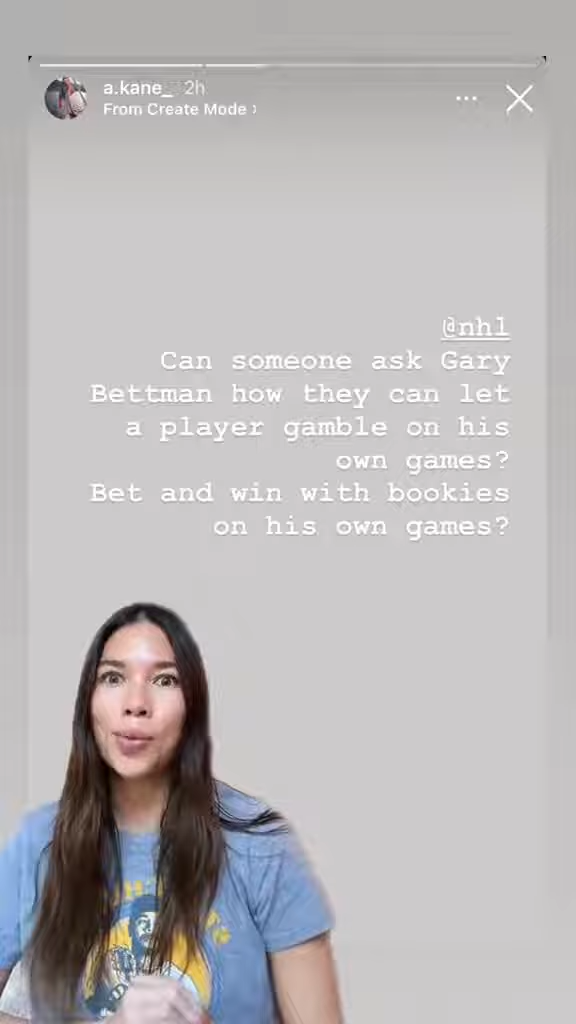 a.kane_ 2h
From Create Mode ›
@nhl
Can someone ask Gary
Bettman how they can let
a player gamble on his
own games?
Bet and win with bookies
on his own games?